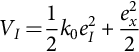 V_I = \frac{1}{2} k_0 e_I^2 + \frac{e_x^2}{2}